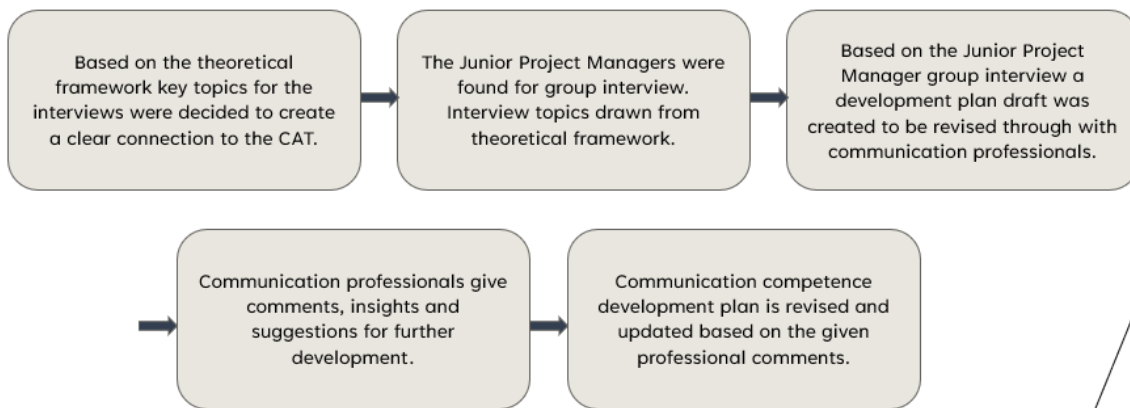 Based on the theoretical
framework key topics for the
interviews were decided to create
a clear connection to the CAT.
The Junior Project Managers were
found for group interview.
Interview topics drawn from
theoretical framework.
Based on the Junior Project
Manager group interview a
development plan draft was
created to be revised through with
communication professionals.
Communication professionals give
comments, insights and
suggestions for further
development.
Communication competence
development plan is revised and
updated based on the given
professional comments.